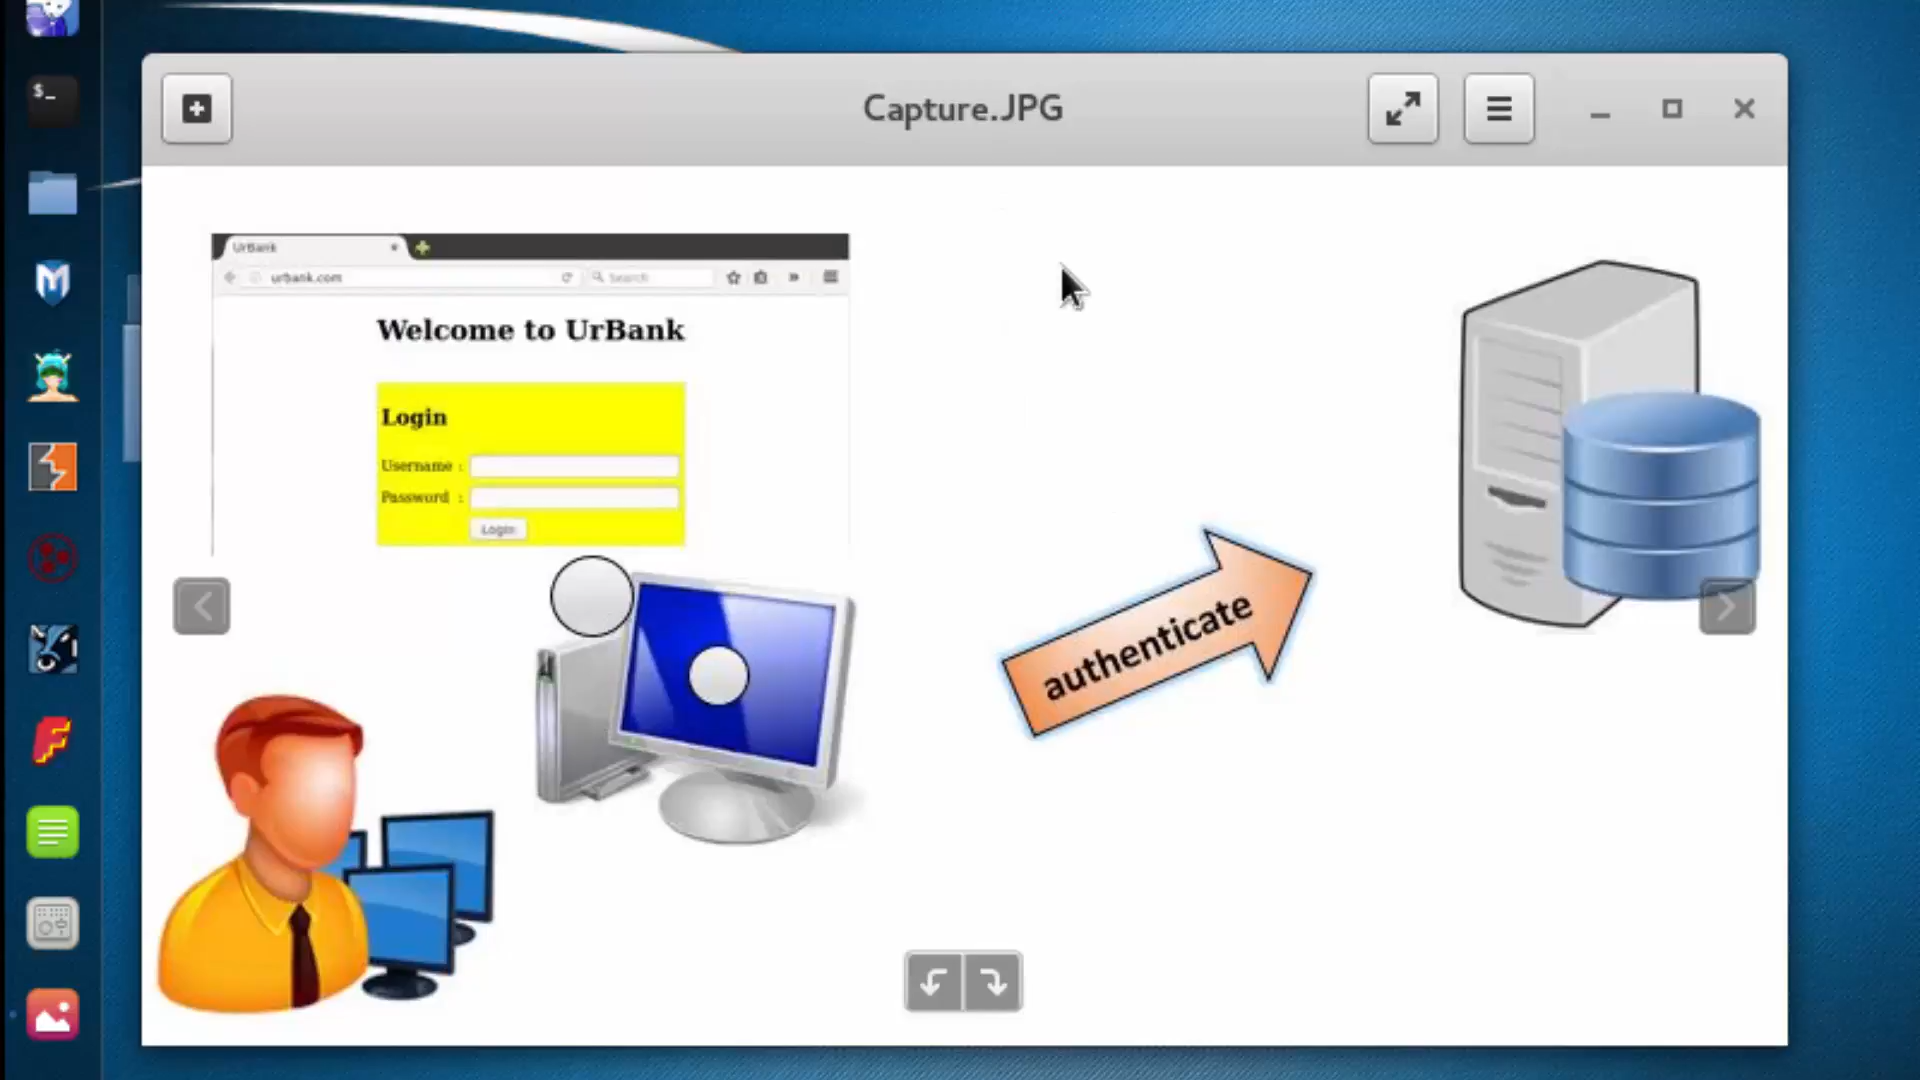 $_
Capture.JPG
UrBank
urbank.com
Search
Welcome to UrBank
Login
Username :
Password :
Login
authenticate